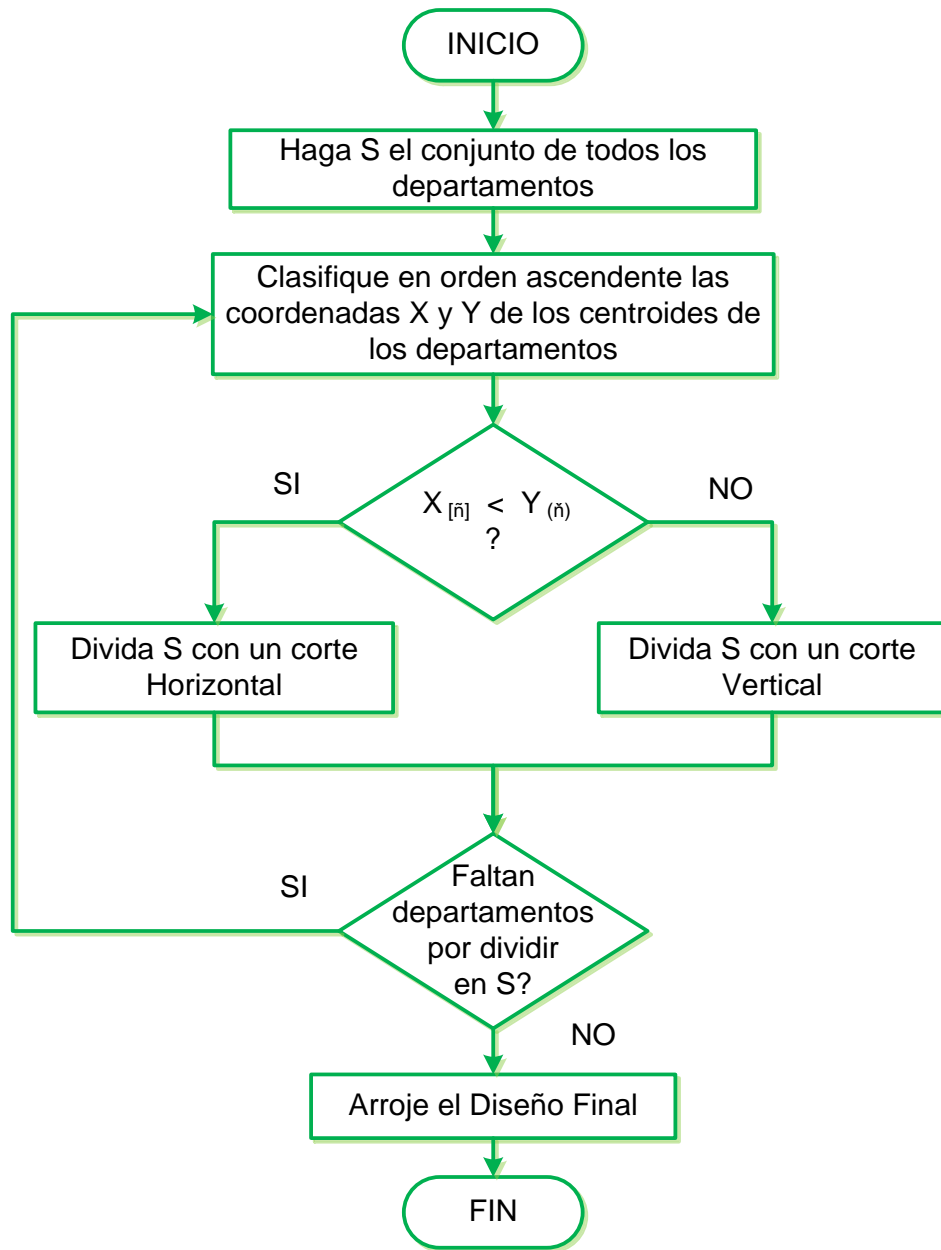 INICIO
Haga S el conjunto de todos los
departamentos
Clasifique en orden ascendente las
coordenadas X y Y de los centroides de
los departamentos
SI
X [ñ] < Y (ň)
?
NO
Divida S con un corte
Horizontal
Divida S con un corte
Vertical
SI
Faltan
departamentos
por dividir
en S?
NO
Arroje el Diseño Final
FIN